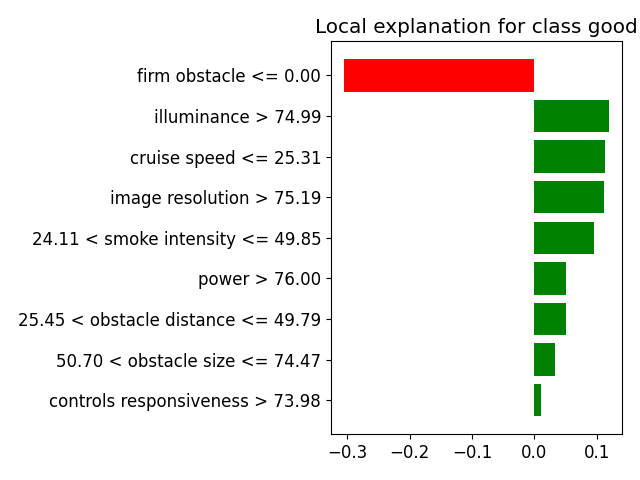 Local explanation for class good
firm obstacle <= 0.00
illuminance > 74.99
cruise speed <= 25.31
image resolution > 75.19
24.11 < smoke intensity <= 49.85
power > 76.00
25.45 < obstacle distance <= 49.79
50.70 < obstacle size <= 74.47
controls responsiveness > 73.98
−0.3 −0.2 −0.1 0.0 0.1